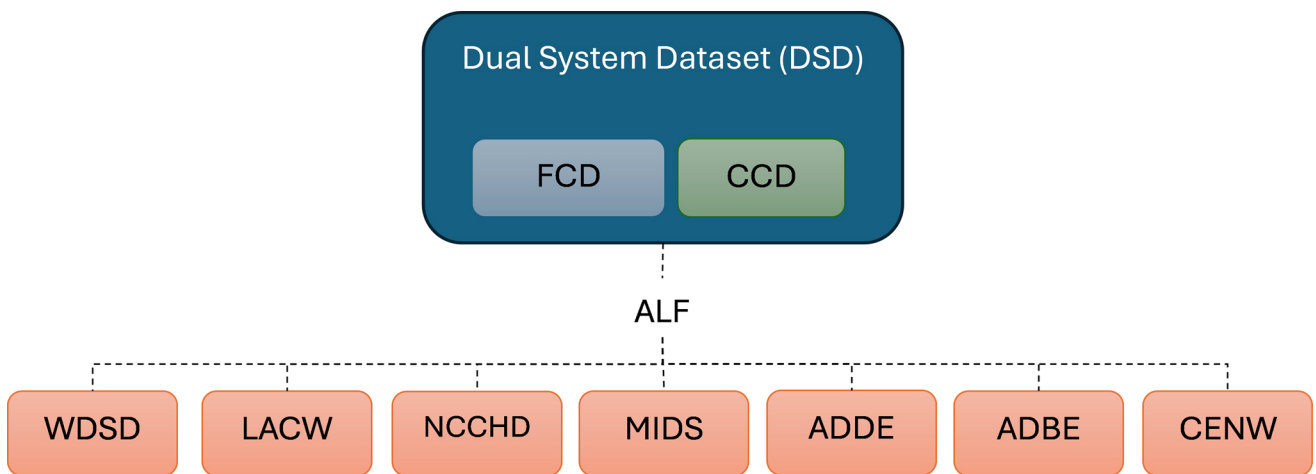 Dual System Dataset (DSD)
FCD
CCD
ALF
WDSD
LACW
NCCHD
MIDS
ADDE
ADBE
CENW